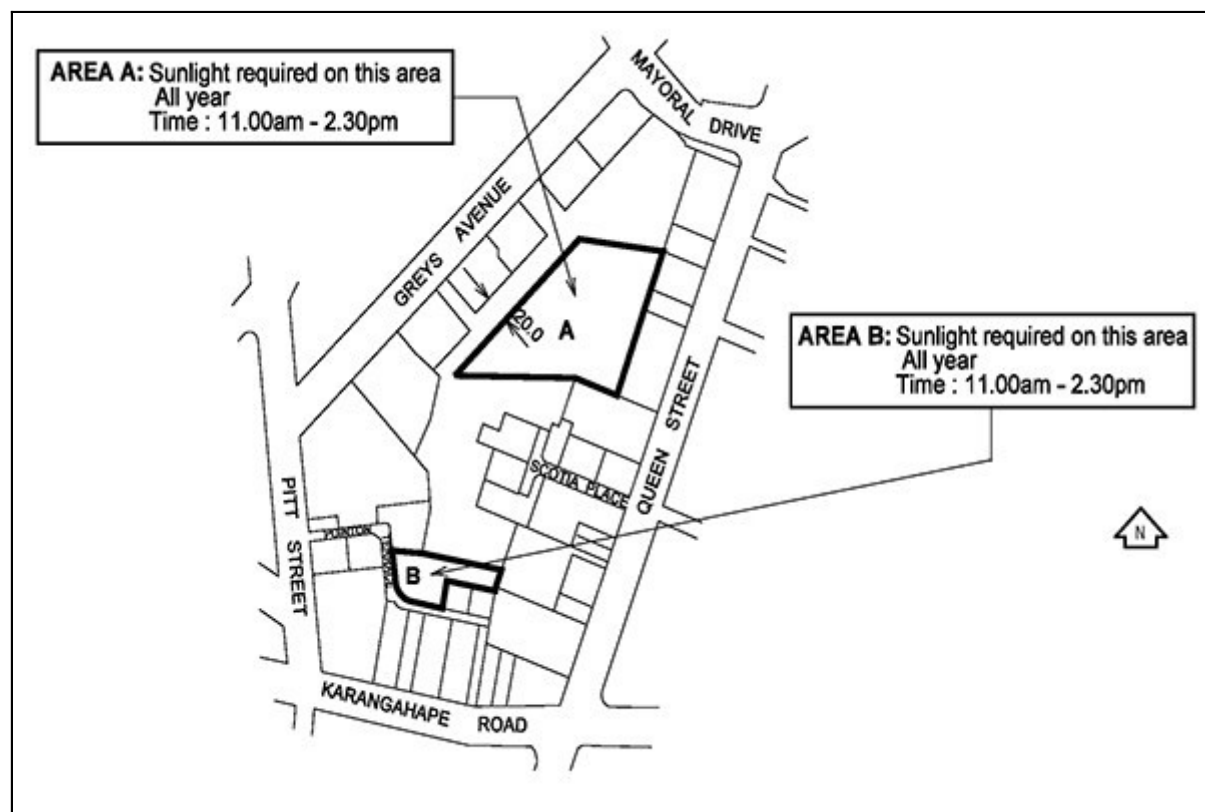 AREA A: Sunlight required on this area
All year
Time : 11.00am - 2.30pm
MAYORAL DRIVE
GREYS AVENUE
20.0
A
AREA B: Sunlight required on this area
All year
Time : 11.00am - 2.30pm
QUEEN STREET
SCOTIA PLACE
PITT STREET
POINTON
B
N
KARANGAHAPE ROAD